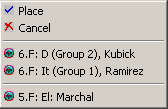 Place
Cancel
6.F: D (Group 2), Kubick
6.F: It (Group 1), Ramirez
5.F: El: Marchal